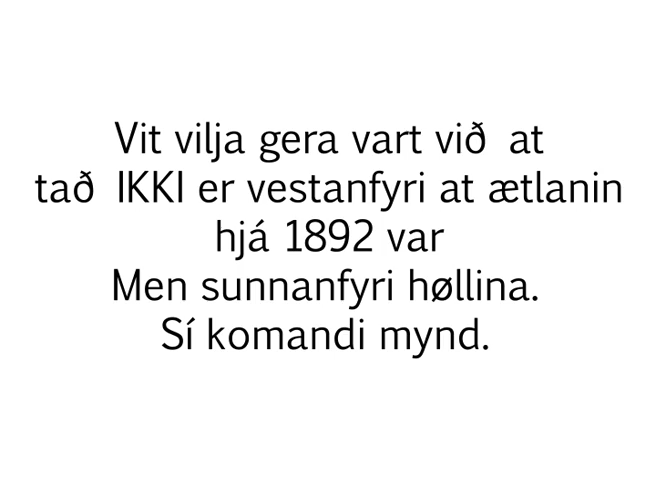 Vit vilja gera vart við at
tað IKKI er vestanfyri at ætlanin
hjá 1892 var
Men sunnanfyri høllina.
Sí komandi mynd.